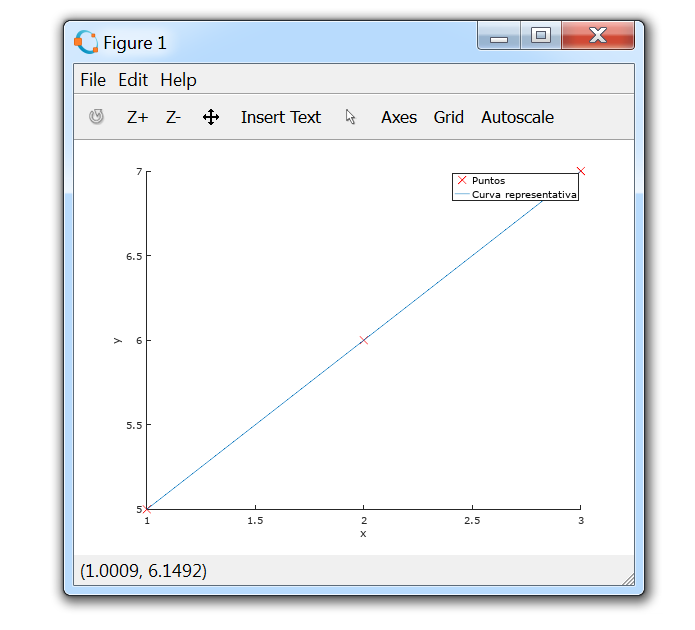 Figure 1
File Edit Help
Z+ Z- Insert Text Axes Grid Autoscale
7
6.5
6
5.5
5
y
Puntos
Curva representativa
1 1.5 2 2.5 3
x
(1.0009, 6.1492)